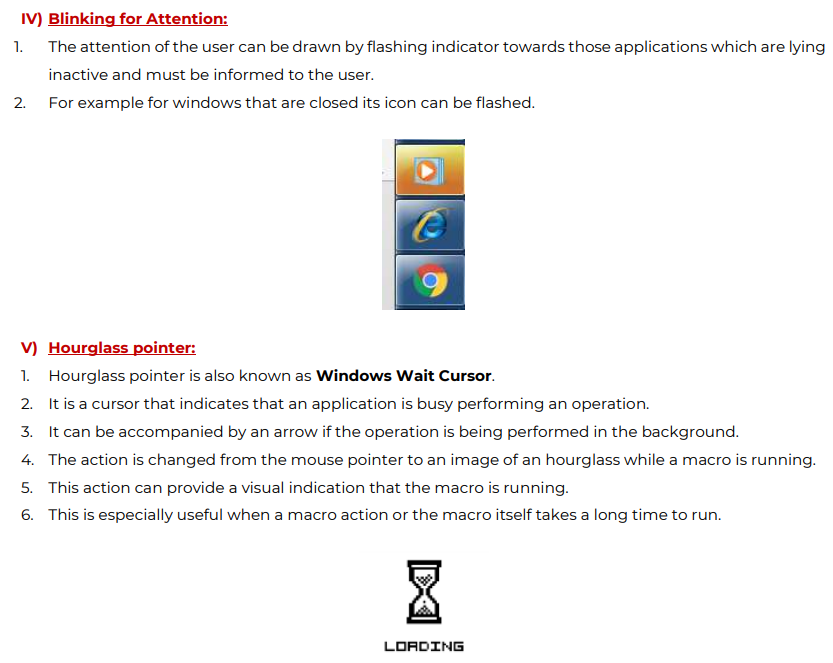 IV) Blinking for Attention:
1. The attention of the user can be drawn by flashing indicator towards those applications which are lying
inactive and must be informed to the user.
2. For example for windows that are closed its icon can be flashed.
V) Hourglass pointer:
1. Hourglass pointer is also known as Windows Wait Cursor.
2. It is a cursor that indicates that an application is busy performing an operation.
3. It can be accompanied by an arrow if the operation is being performed in the background.
4. The action is changed from the mouse pointer to an image of an hourglass while a macro is running.
5. This action can provide a visual indication that the macro is running.
6. This is especially useful when a macro action or the macro itself takes a long time to run.
LOADING